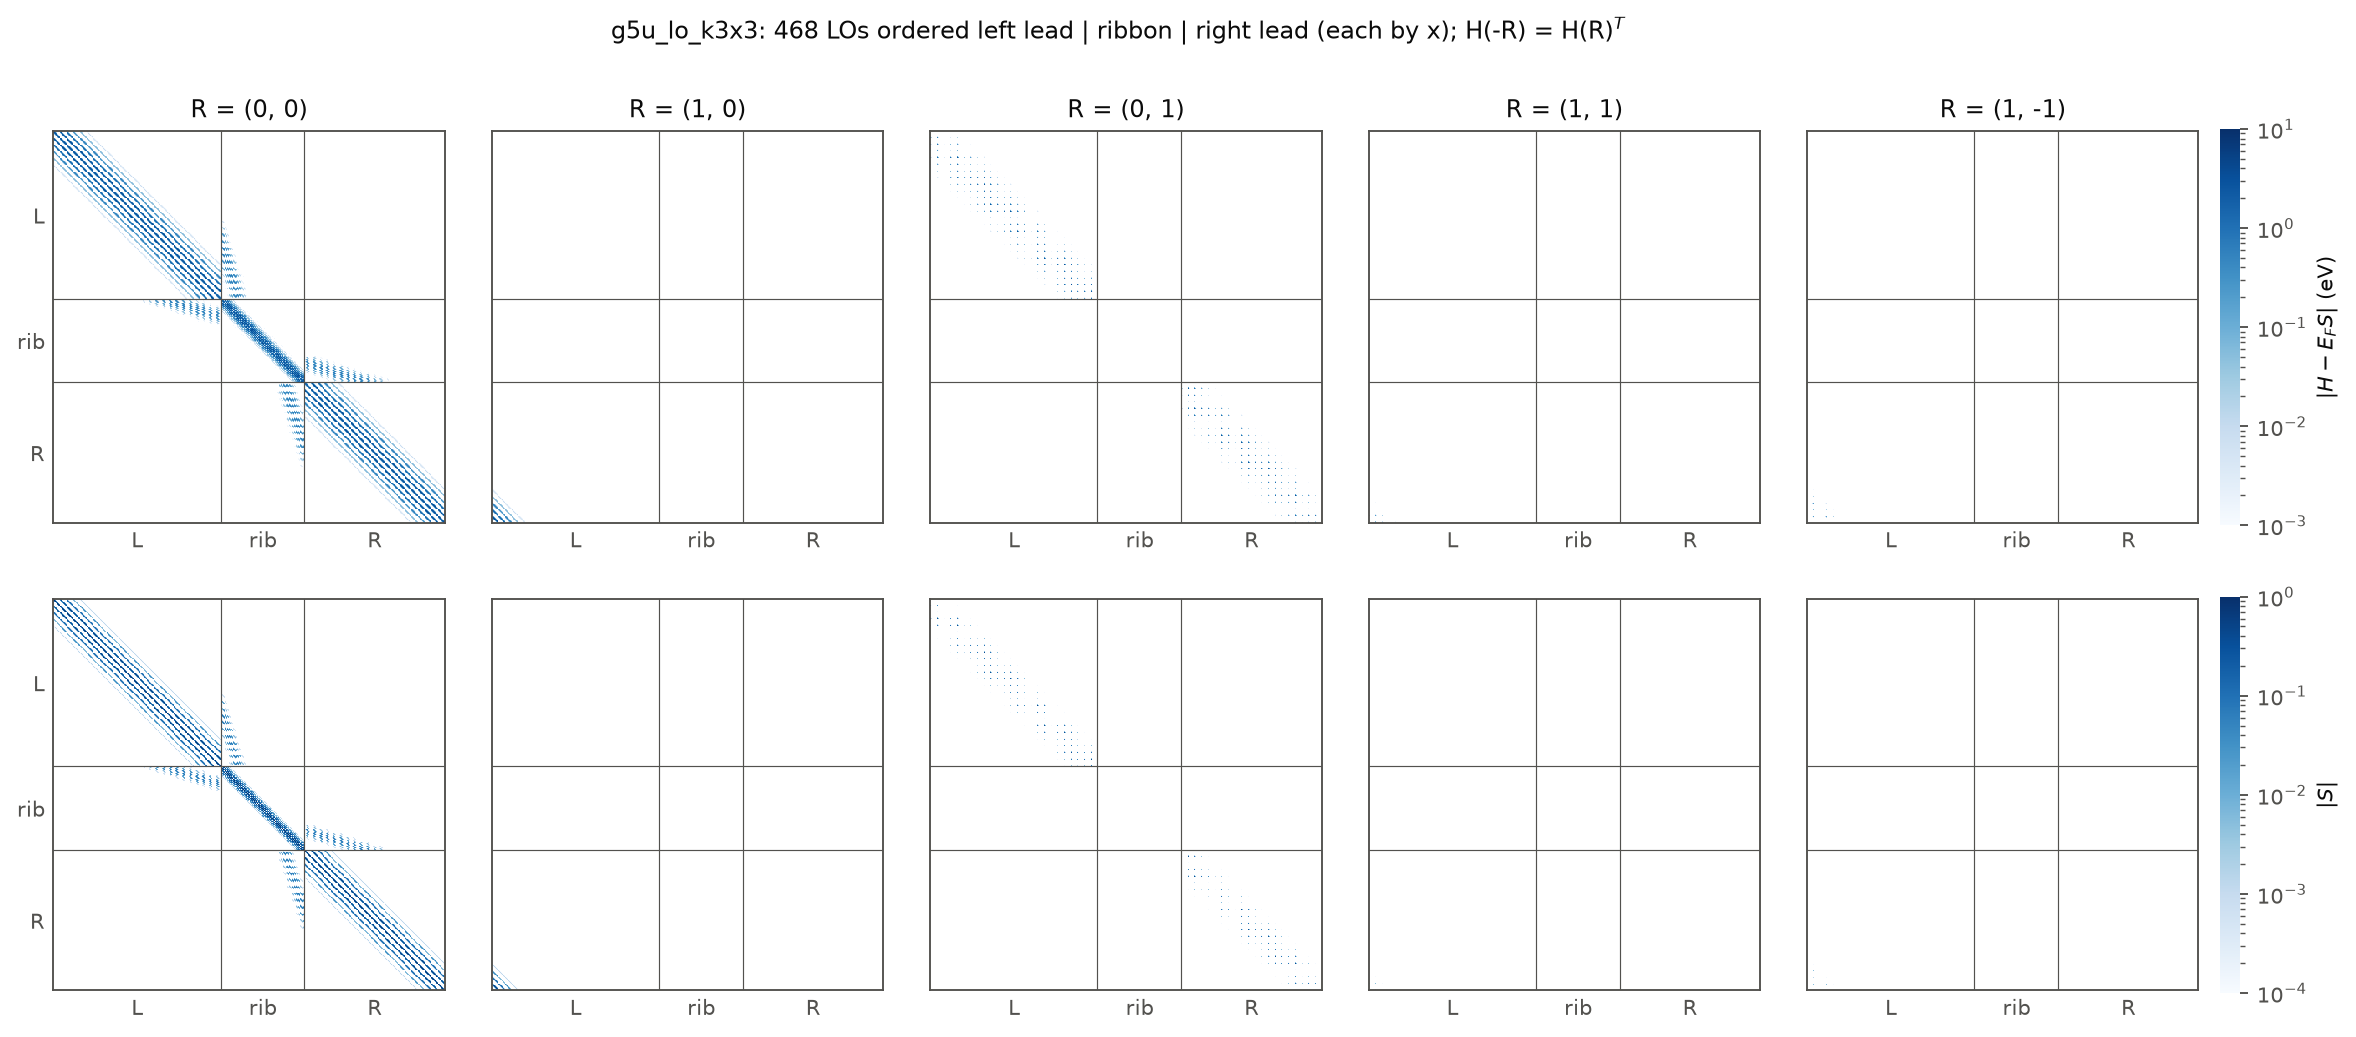 g5u_lo_k3x3: 468 LOs ordered left lead | ribbon | right lead (each by x); H(-R) = H(R)^T
R = (0, 0)
R = (1, 0)
R = (0, 1)
R = (1, 1)
R = (1, -1)
L
rib
R
L
rib
R
L
rib
R
L
rib
R
L
rib
R
L
rib
R
10^1
10^0
10^-1
10^-2
10^-3
|H − E_F S| (eV)
L
rib
R
L
rib
R
L
rib
R
L
rib
R
L
rib
R
L
rib
R
10^0
10^-1
10^-2
10^-3
10^-4
|S|